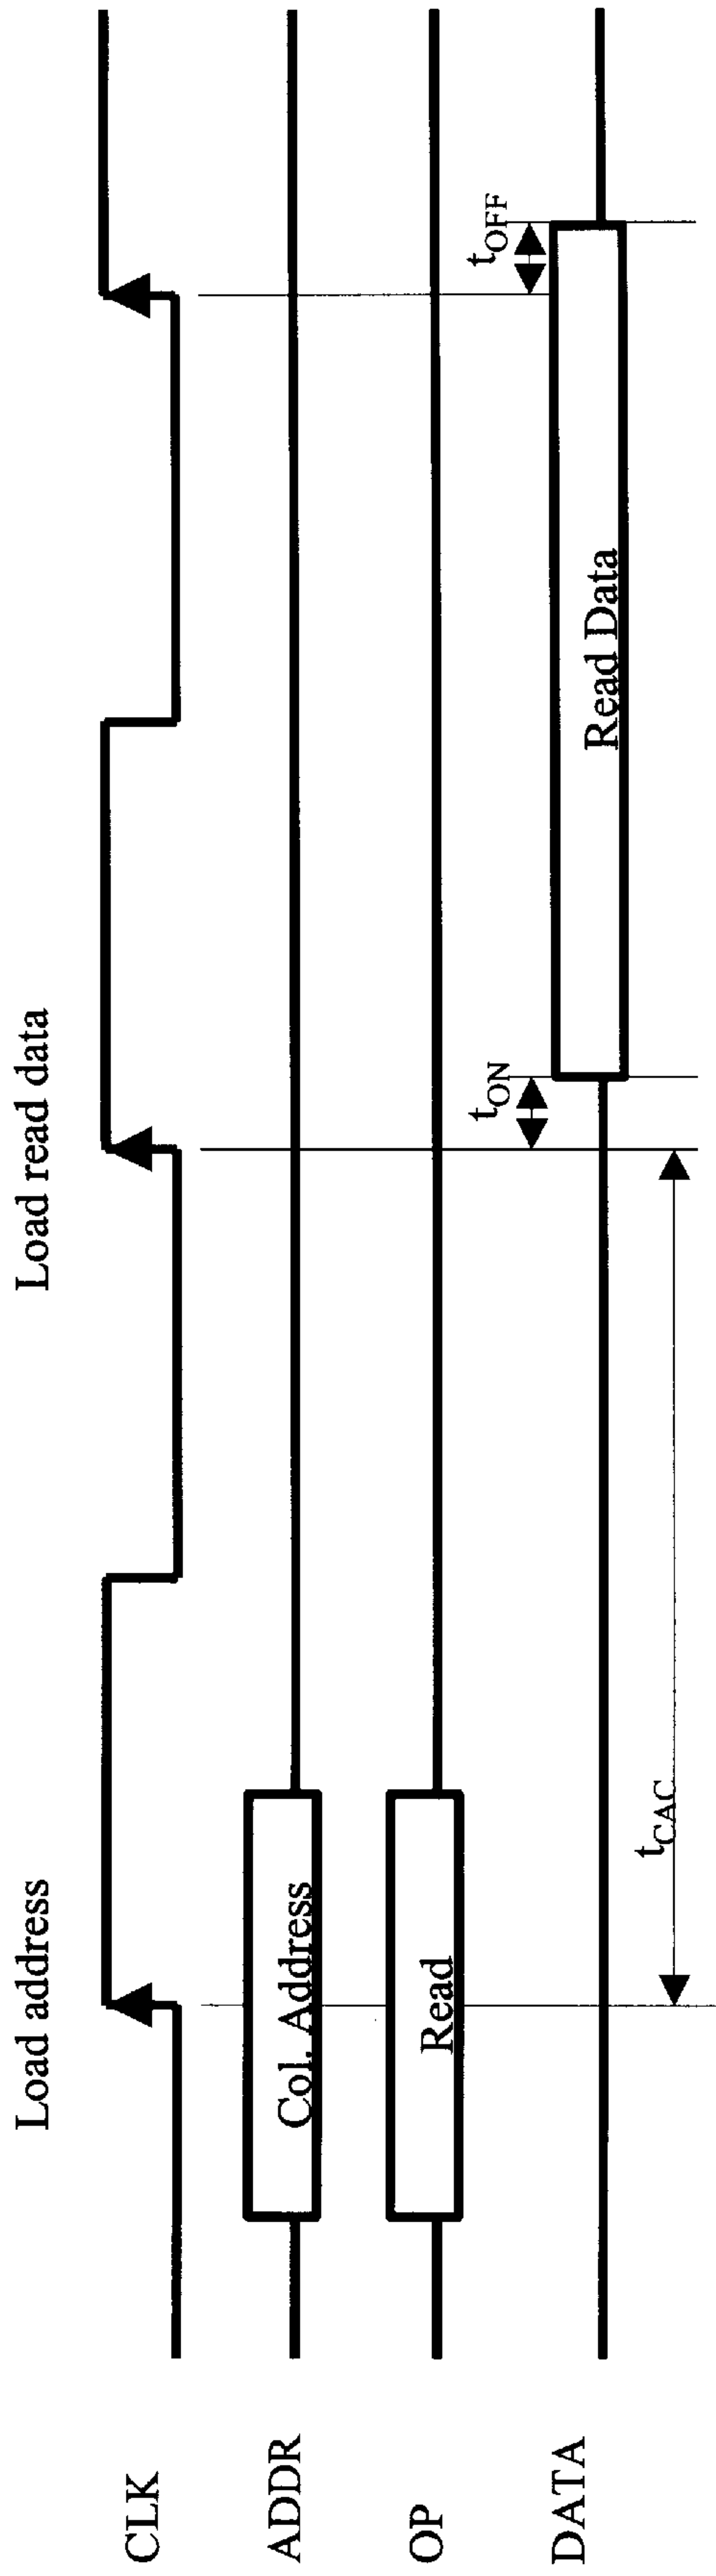 Load address
Load read data
CLK
ADDR
Col. Address
OP
Read
tON
tOFF
DATA
Read Data
tCAC